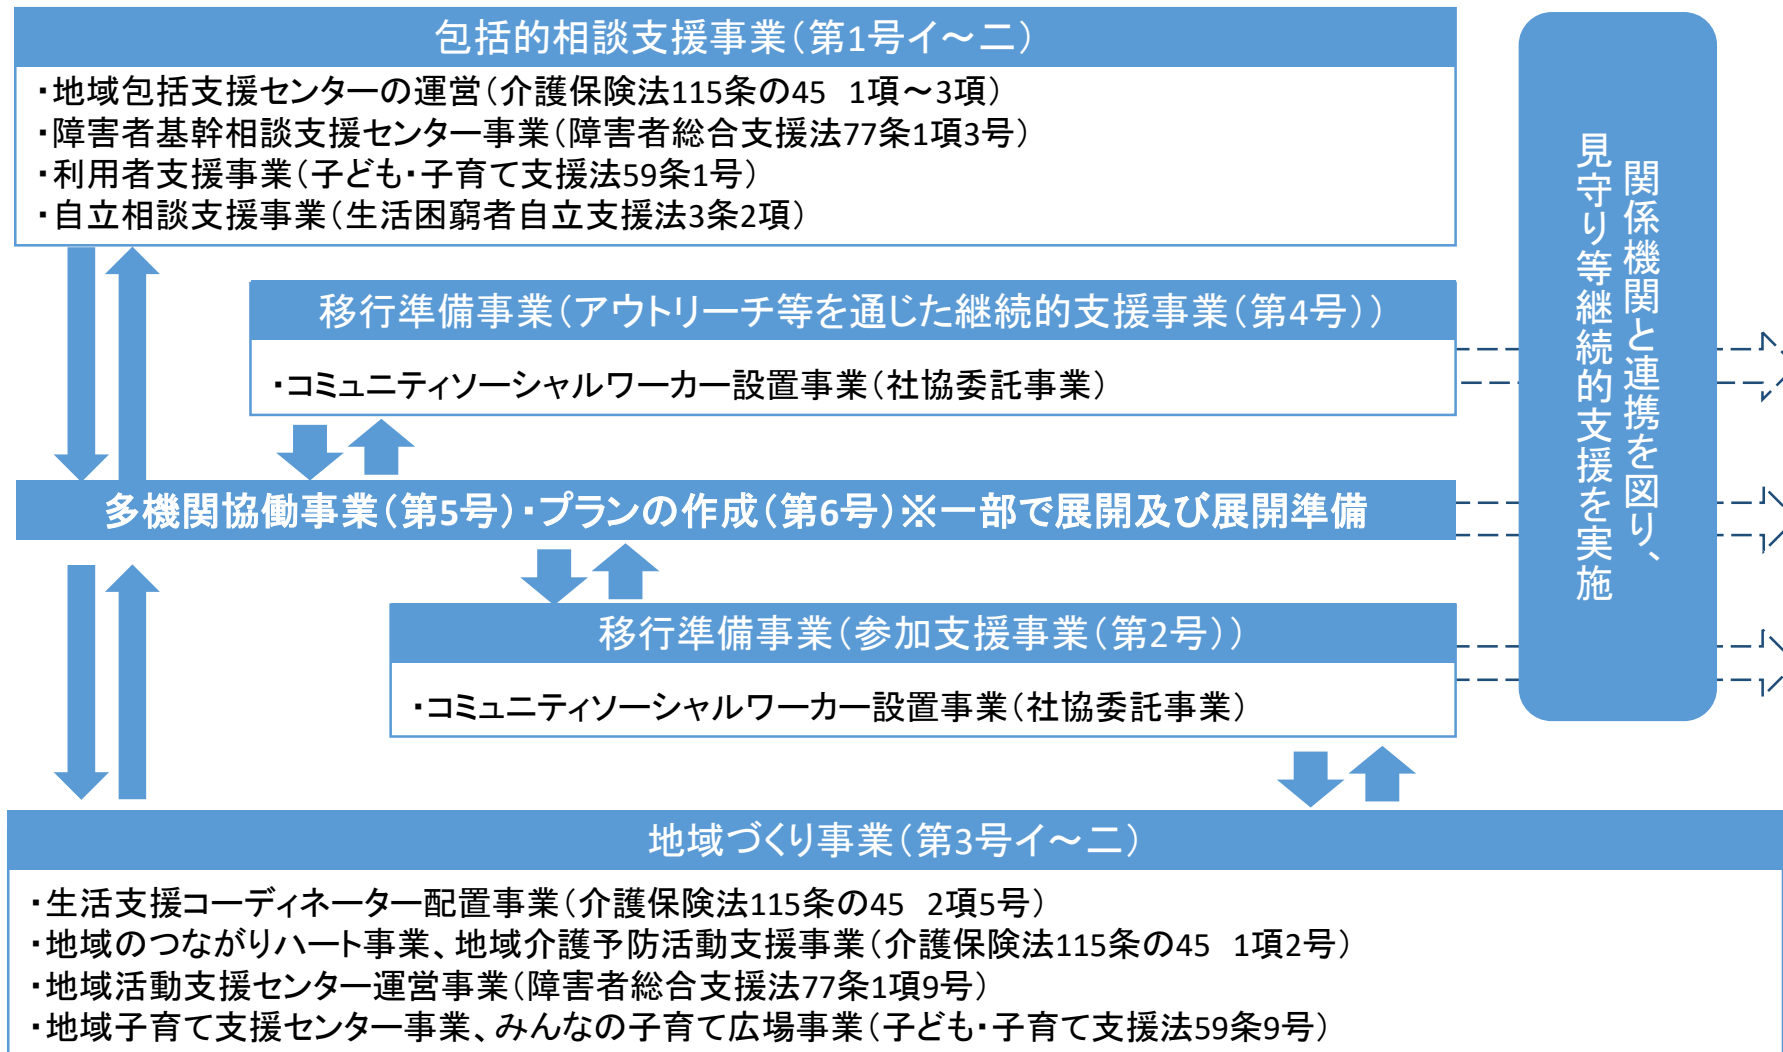 包括的相談支援事業(第1号イ～ニ)
・地域包括支援センターの運営(介護保険法115条の45　1項～3項)
・障害者基幹相談支援センター事業(障害者総合支援法77条1項3号)
・利用者支援事業(子ども・子育て支援法59条1号)
・自立相談支援事業(生活困窮者自立支援法3条2項)
移行準備事業(アウトリーチ等を通じた継続的支援事業(第4号))
・コミュニティソーシャルワーカー設置事業(社協委託事業)
多機関協働事業(第5号)・プランの作成(第6号)※一部で展開及び展開準備
移行準備事業(参加支援事業(第2号))
・コミュニティソーシャルワーカー設置事業(社協委託事業)
関係機関と連携を図り、
見守り等継続的支援を実施
地域づくり事業(第3号イ～ニ)
・生活支援コーディネーター配置事業(介護保険法115条の45　2項5号)
・地域のつながりハート事業、地域介護予防活動支援事業(介護保険法115条の45　1項2号)
・地域活動支援センター運営事業(障害者総合支援法77条1項9号)
・地域子育て支援センター事業、みんなの子育て広場事業(子ども・子育て支援法59条9号)